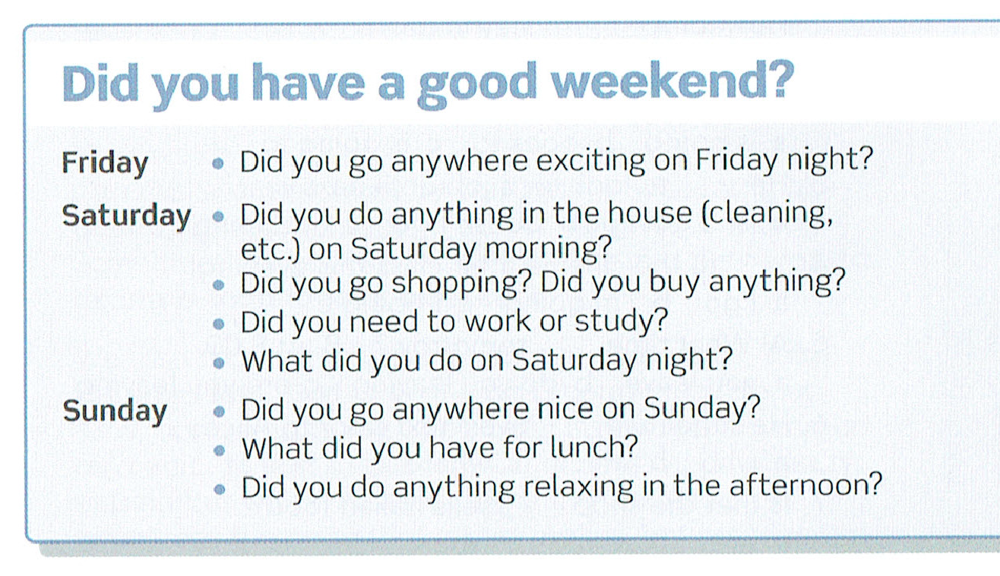 Did you have a good weekend?
Friday • Did you go anywhere exciting on Friday night?
Saturday • Did you do anything in the house (cleaning,
etc.) on Saturday morning?
• Did you go shopping? Did you buy anything?
• Did you need to work or study?
• What did you do on Saturday night?
Sunday • Did you go anywhere nice on Sunday?
• What did you have for lunch?
• Did you do anything relaxing in the afternoon?